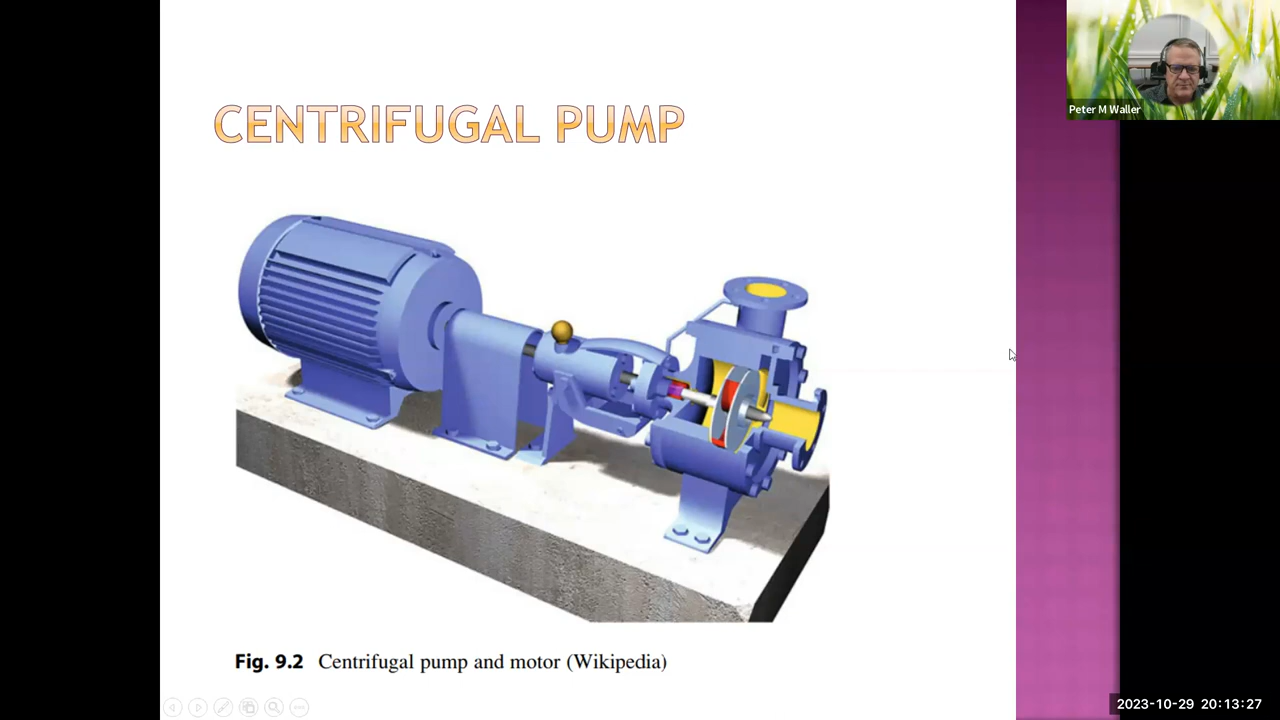 CENTRIFUGAL PUMP
Peter M Waller
Fig. 9.2 Centrifugal pump and motor (Wikipedia)
2023-10-29 20:13:27